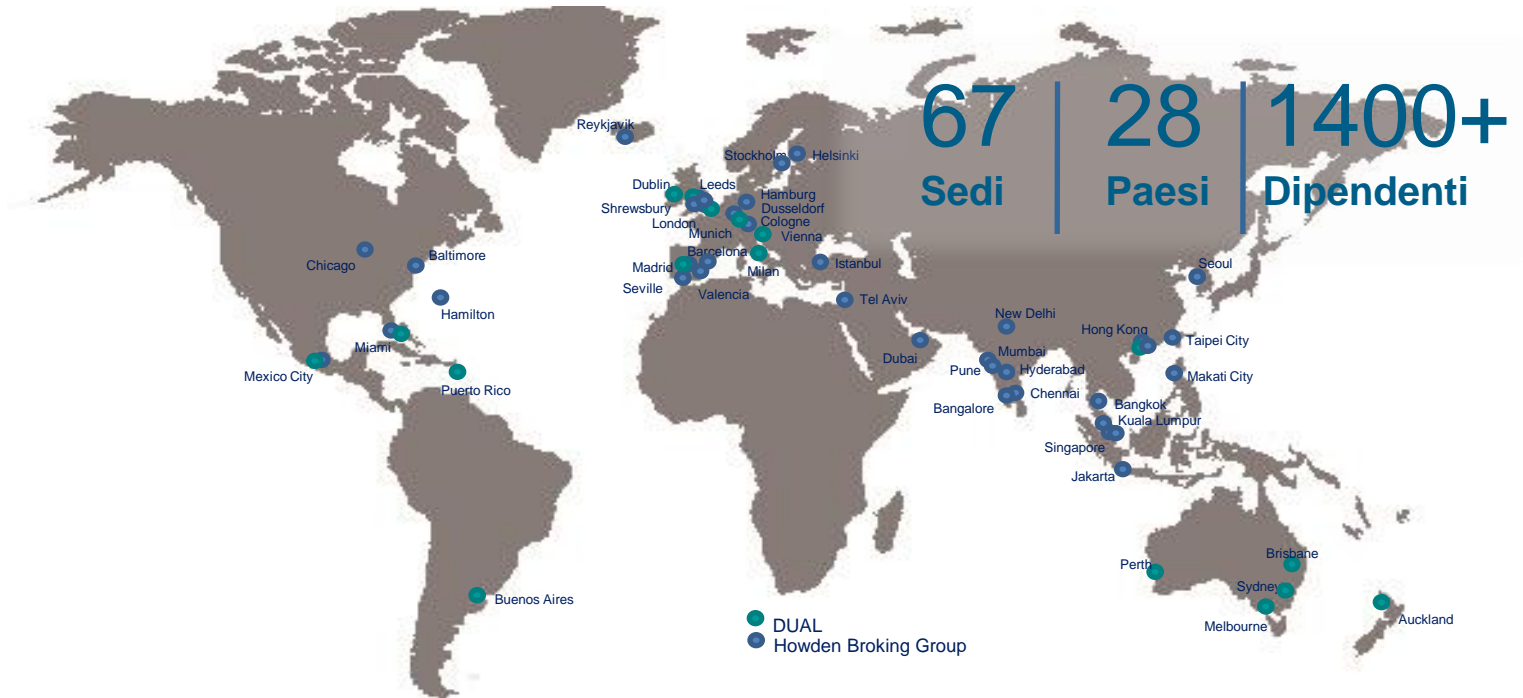 67
28
1400+
Sedi
Paesi
Dipendenti
Reykjavik
Stockholm
Helsinki
Dublin
Leeds
Hamburg
Shrewsbury
Dusseldorf
London
Cologne
Munich
Vienna
Barcelona
Madrid
Milan
Istanbul
Seville
Valencia
Tel Aviv
Chicago
Baltimore
Hamilton
Miami
Mexico City
Puerto Rico
Buenos Aires
Seoul
New Delhi
Hong Kong
Taipei City
Dubai
Mumbai
Pune
Hyderabad
Makati City
Bangalore
Chennai
Bangkok
Kuala Lumpur
Singapore
Jakarta
Perth
Brisbane
Sydney
Melbourne
Auckland
DUAL
Howden Broking Group